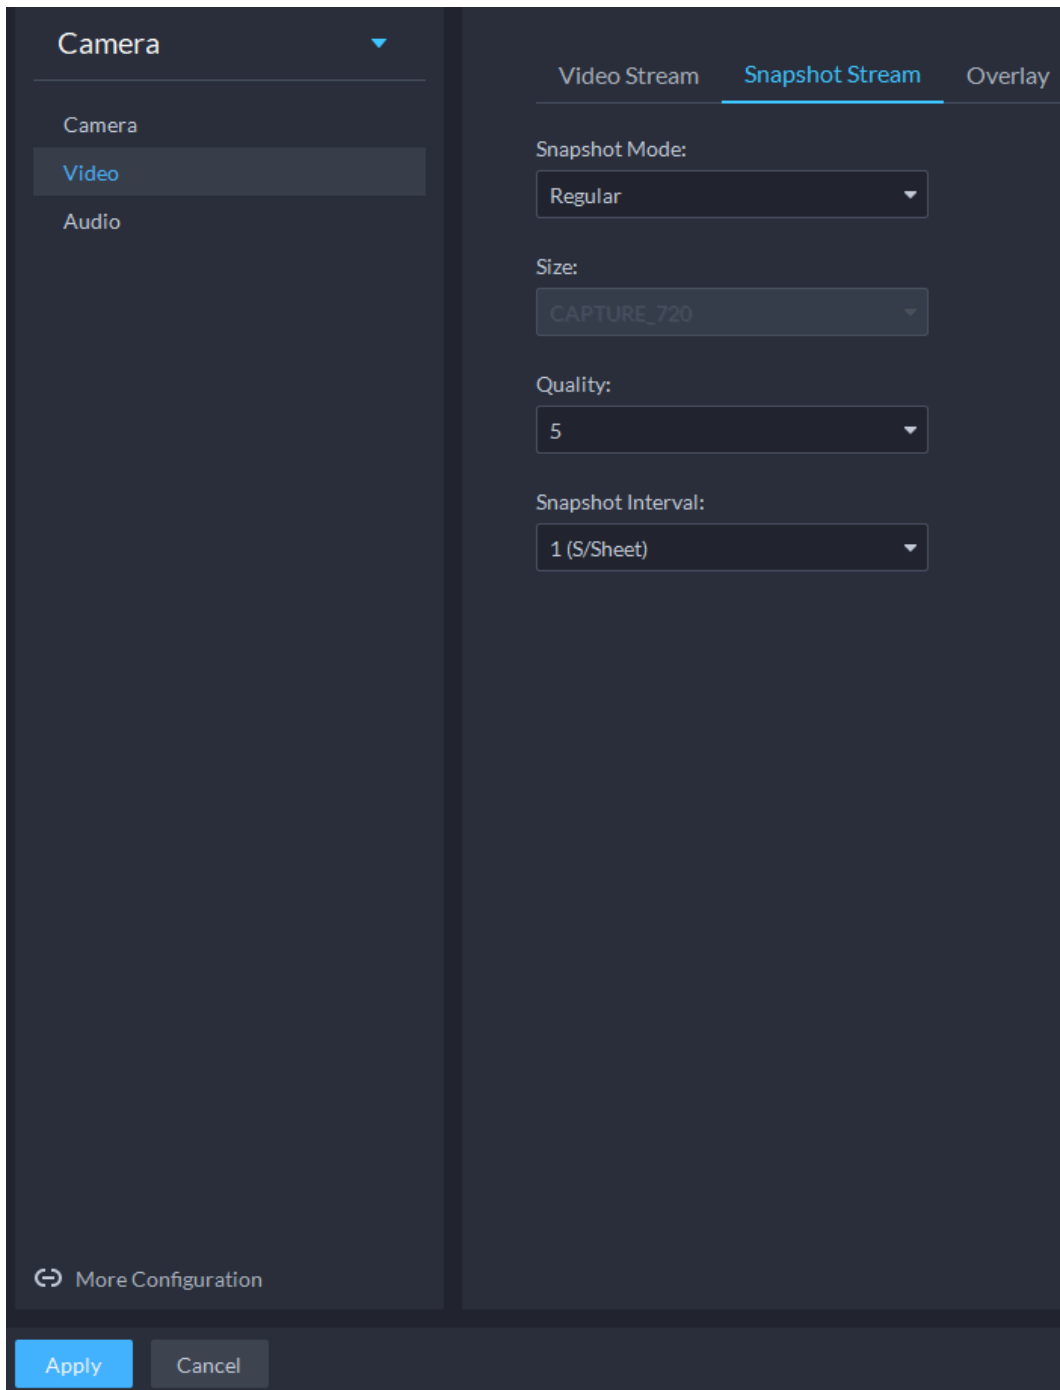 Camera
Camera
Video
Audio
More Configuration
Video Stream Snapshot Stream Overlay
Snapshot Mode:
Regular
Size:
CAPTURE_720
Quality:
5
Snapshot Interval:
1 (S/Sheet)
Apply Cancel